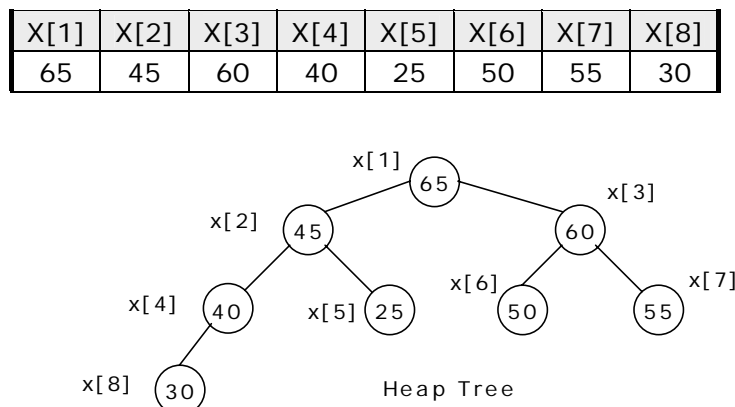 X[1] X[2] X[3] X[4] X[5] X[6] X[7] X[8]
65 45 60 40 25 50 55 30
x[1] 65
x[2] 45 60 x[3]
x[4] 40 x[5] 25 x[6] 50 55 x[7]
x[8] 30 Heap Tree